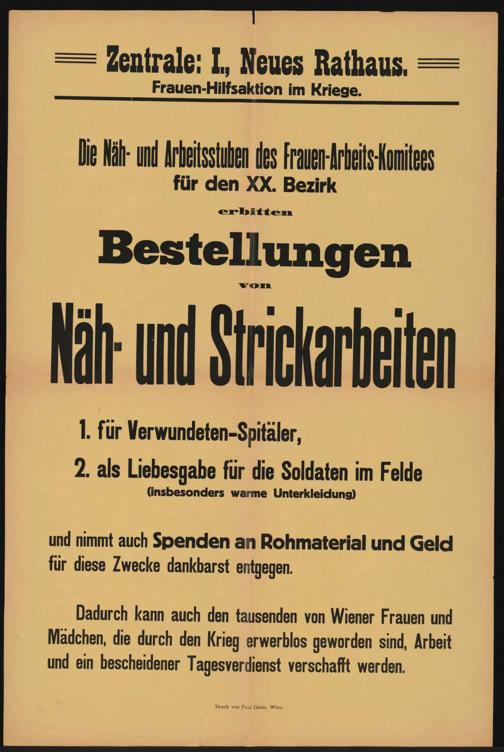 Zentrale: I., Neues Rathaus.
Frauen-Hilfsaktion im Kriege.
Die Näh- und Arbeitsstuben des Frauen-Arbeits-Komitees
für den XX. Bezirk
erbitten
Bestellungen
von
Näh- und Strickarbeiten
1. für Verwundeten-Spitäler,
2. als Liebesgabe für die Soldaten im Felde
(insbesonders warme Unterkleidung)
und nimmt auch Spenden an Rohmaterial und Geld
für diese Zwecke dankbarst entgegen.
Dadurch kann auch den tausenden von Wiener Frauen und
Mädchen, die durch den Krieg erwerblos geworden sind, Arbeit
und ein bescheidener Tagesverdienst verschafft werden.
Druck von Paul Gerin, Wien.